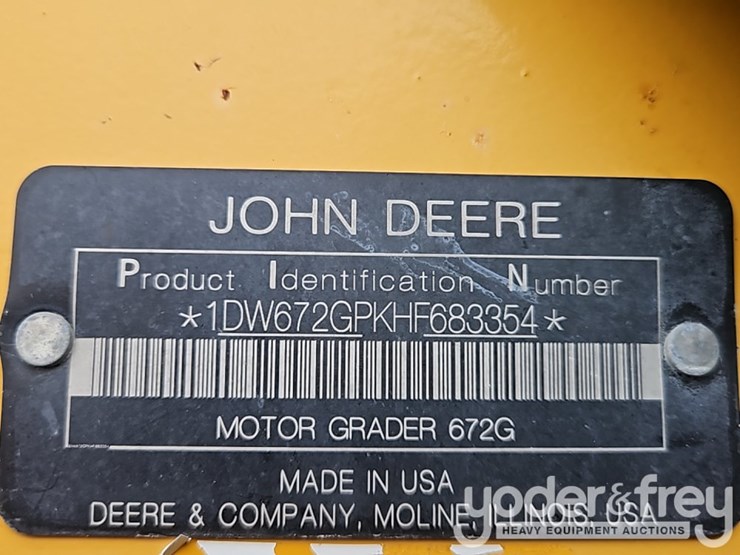 JOHN DEERE
Product Identification Number
*1DW672GPKHF683354*
MOTOR GRADER 672G
MADE IN USA
DEERE & COMPANY, MOLINE, ILLINOIS, USA
yoder&frey
HEAVY EQUIPMENT AUCTIONS